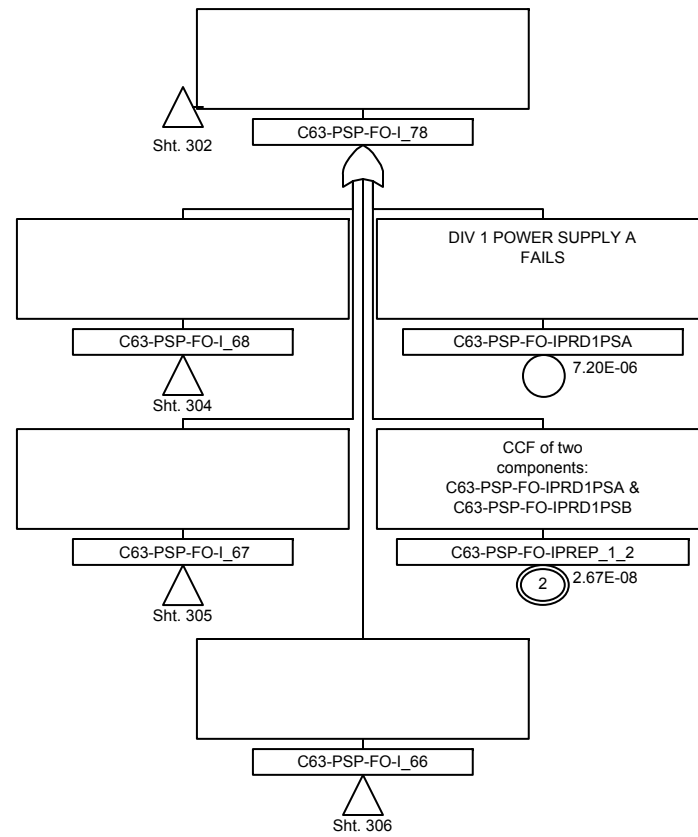 Sht. 302
C63-PSP-FO-I_78
DIV 1 POWER SUPPLY A
FAILS
C63-PSP-FO-I_68
Sht. 304
C63-PSP-FO-IPRD1PSA
7.20E-06
CCF of two
components:
C63-PSP-FO-IPRD1PSA &
C63-PSP-FO-IPRD1PSB
C63-PSP-FO-I_67
Sht. 305
C63-PSP-FO-IPREP_1_2
2
2.67E-08
C63-PSP-FO-I_66
Sht. 306